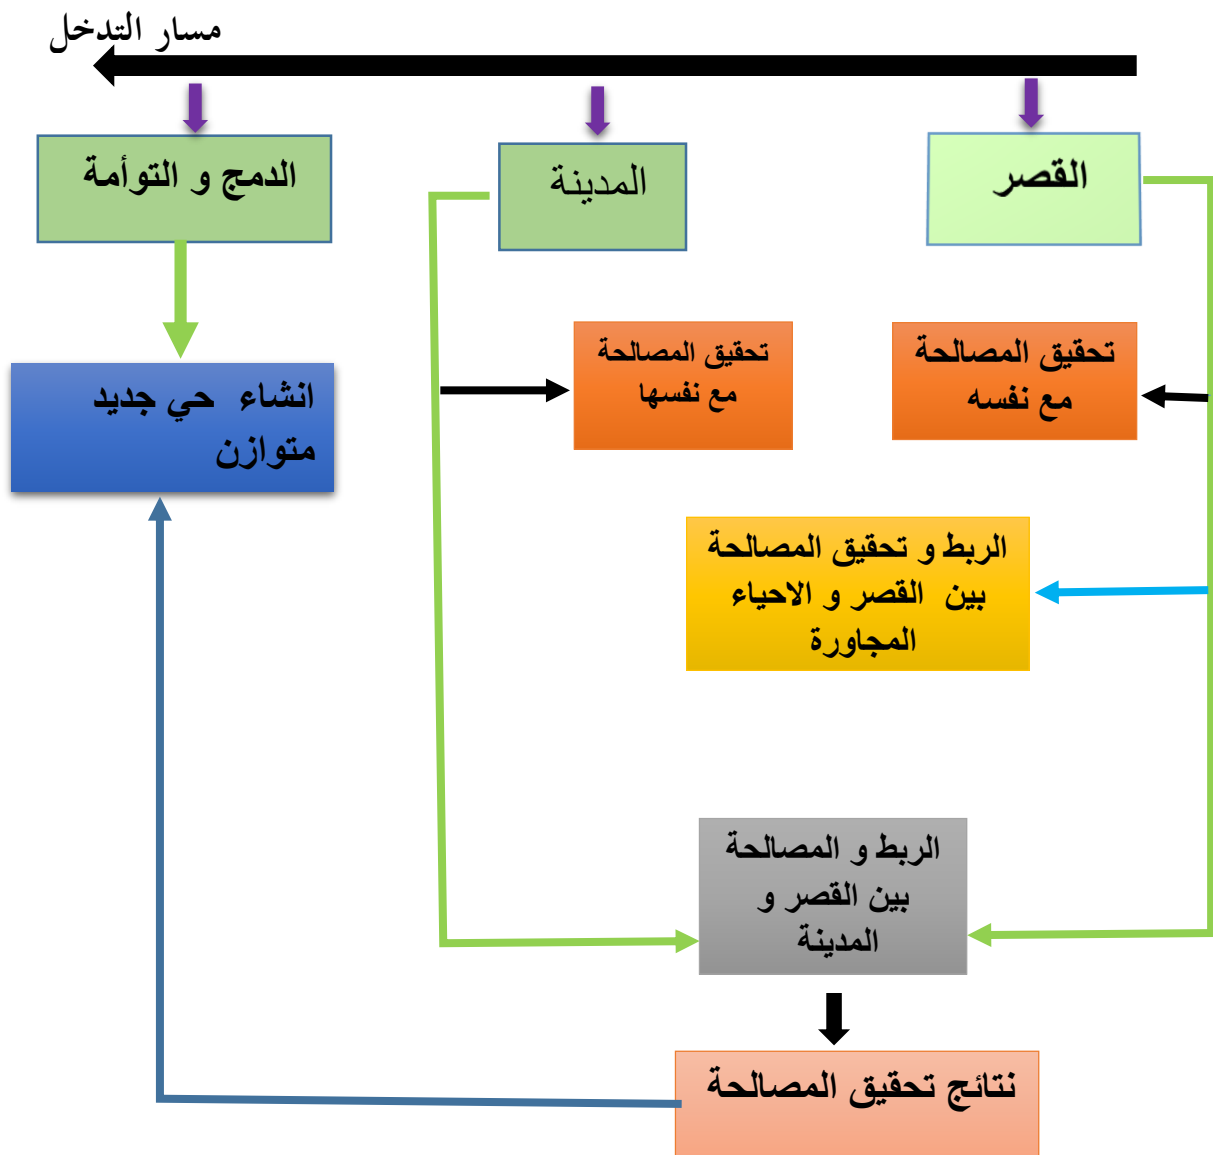 مسار التدخل
القصر
المدينة
الدمج و التوأمة
تحقيق المصالحة
مع نفسه
تحقيق المصالحة
مع نفسها
انشاء حي جديد
متوازن
الربط و تحقيق المصالحة
بين القصر و الاحياء
المجاورة
الربط و المصالحة
بين القصر و
المدينة
نتائج تحقيق المصالحة